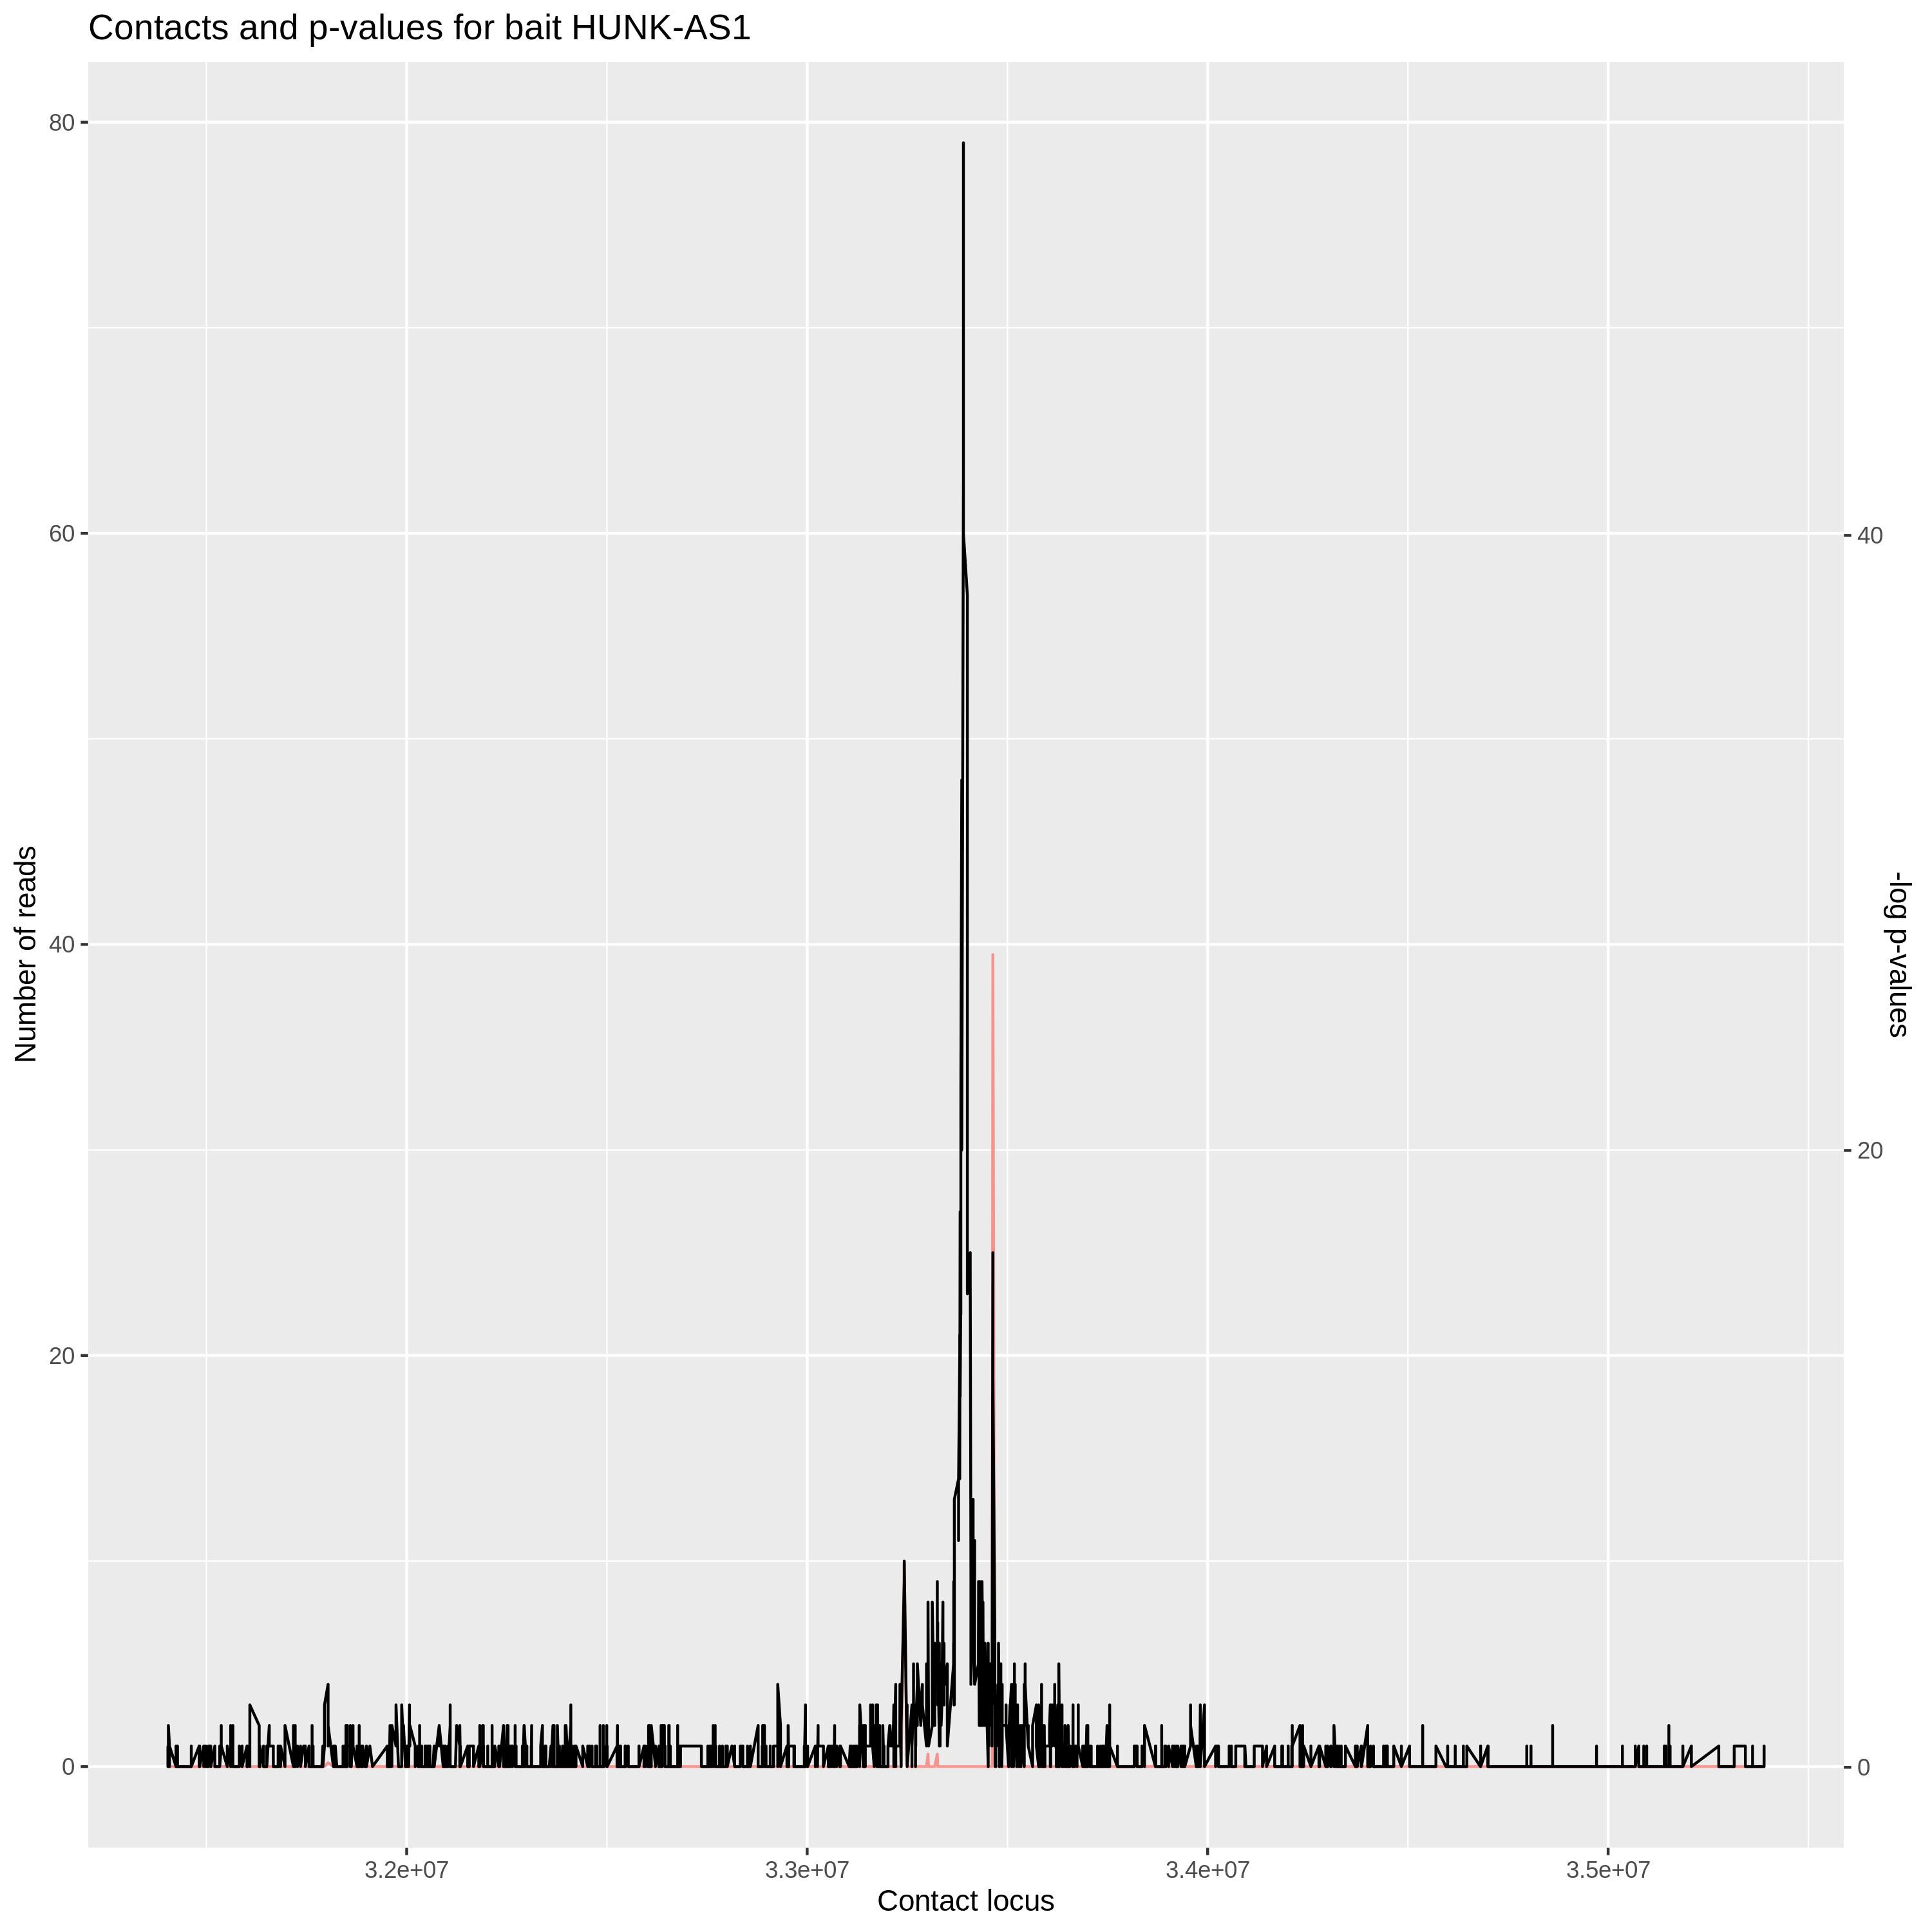 Contacts and p-values for bait HUNK-AS1
80
60
40
20
0
Number of reads
40
20
0
-log p-values
3.2e+07
3.3e+07
3.4e+07
3.5e+07
Contact locus